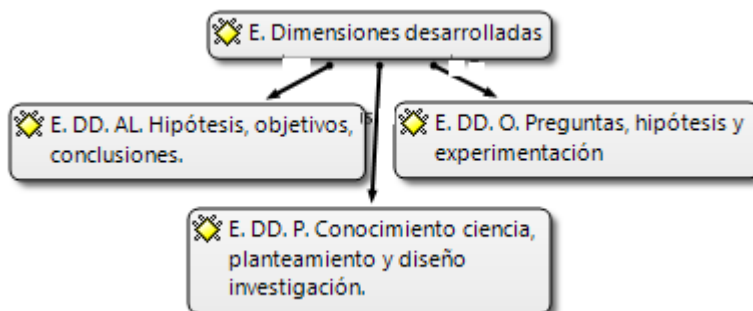 E. Dimensiones desarrolladas
E. DD. AL. Hipótesis, objetivos,
conclusiones.
E. DD. O. Preguntas, hipótesis y
experimentación
E. DD. P. Conocimiento ciencia,
planteamiento y diseño
investigación.